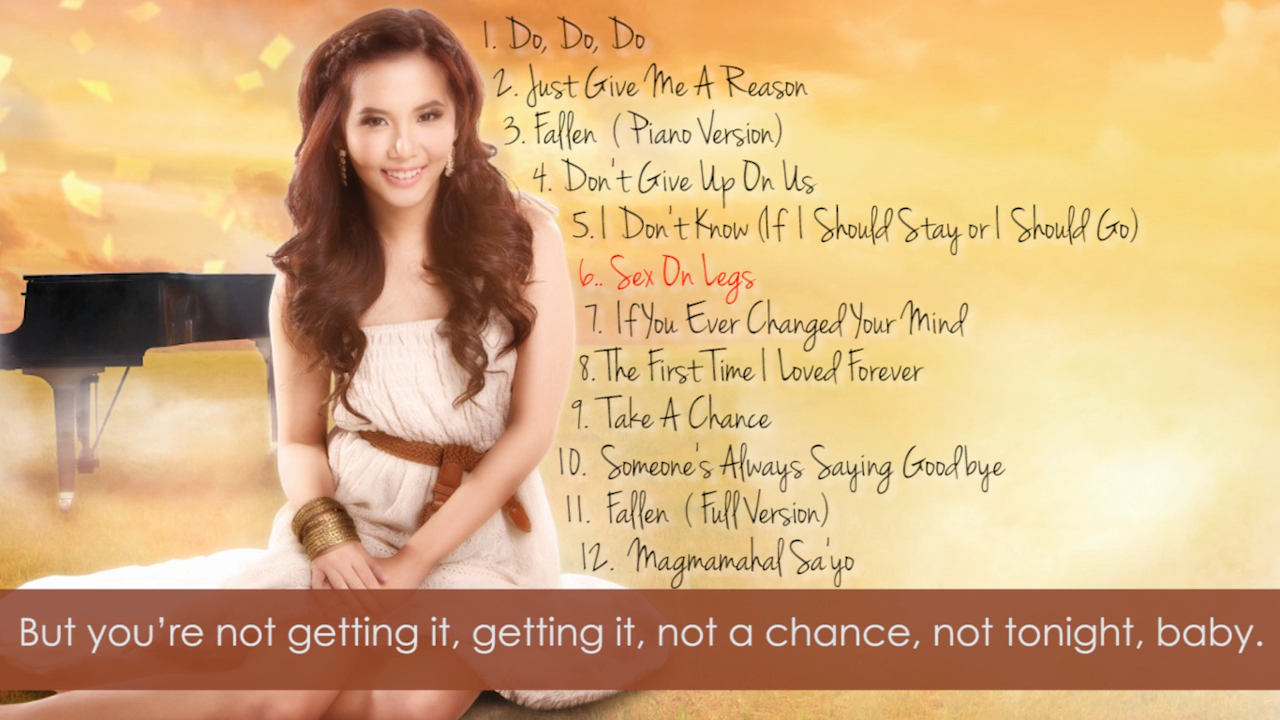 1. Do, Do, Do
2. Just Give Me A Reason
3. Fallen ( Piano Version)
4. Don't Give Up On Us
5. I Don't Know (If I Should Stay or I Should Go)
6.. Sex On Legs
7. If You Ever Changed Your Mind
8. The First Time I Loved Forever
9. Take A Chance
10. Someone's Always Saying Goodbye
11. Fallen ( Full Version)
12. Magmamahal Sa'yo
But you're not getting it, getting it, not a chance, not tonight, baby.